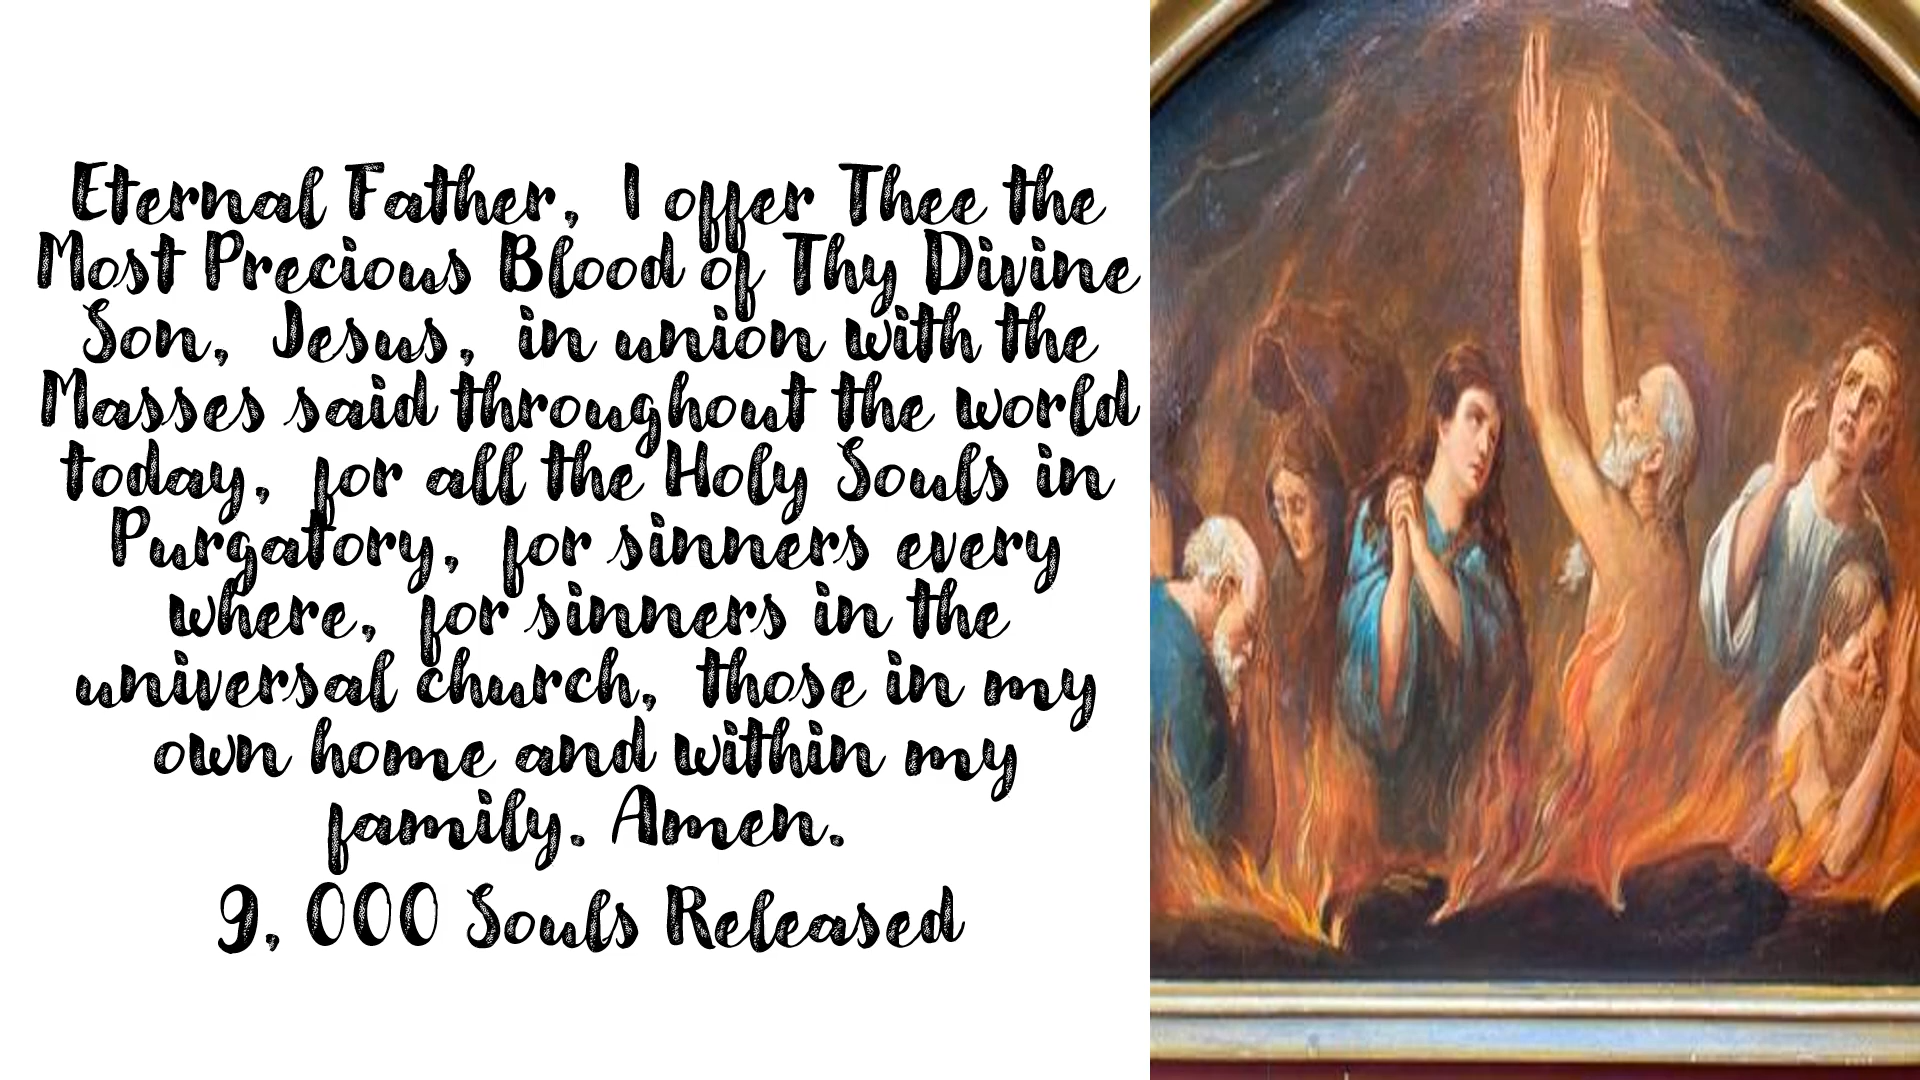 Eternal Father, I offer Thee the
Most Precious Blood of Thy Divine
Son, Jesus, in union with the
Masses said throughout the world
today, for all the Holy Souls in
Purgatory, for sinners every
where, for sinners in the
universal church, those in my
own home and within my
family. Amen.
9, 000 Souls Released